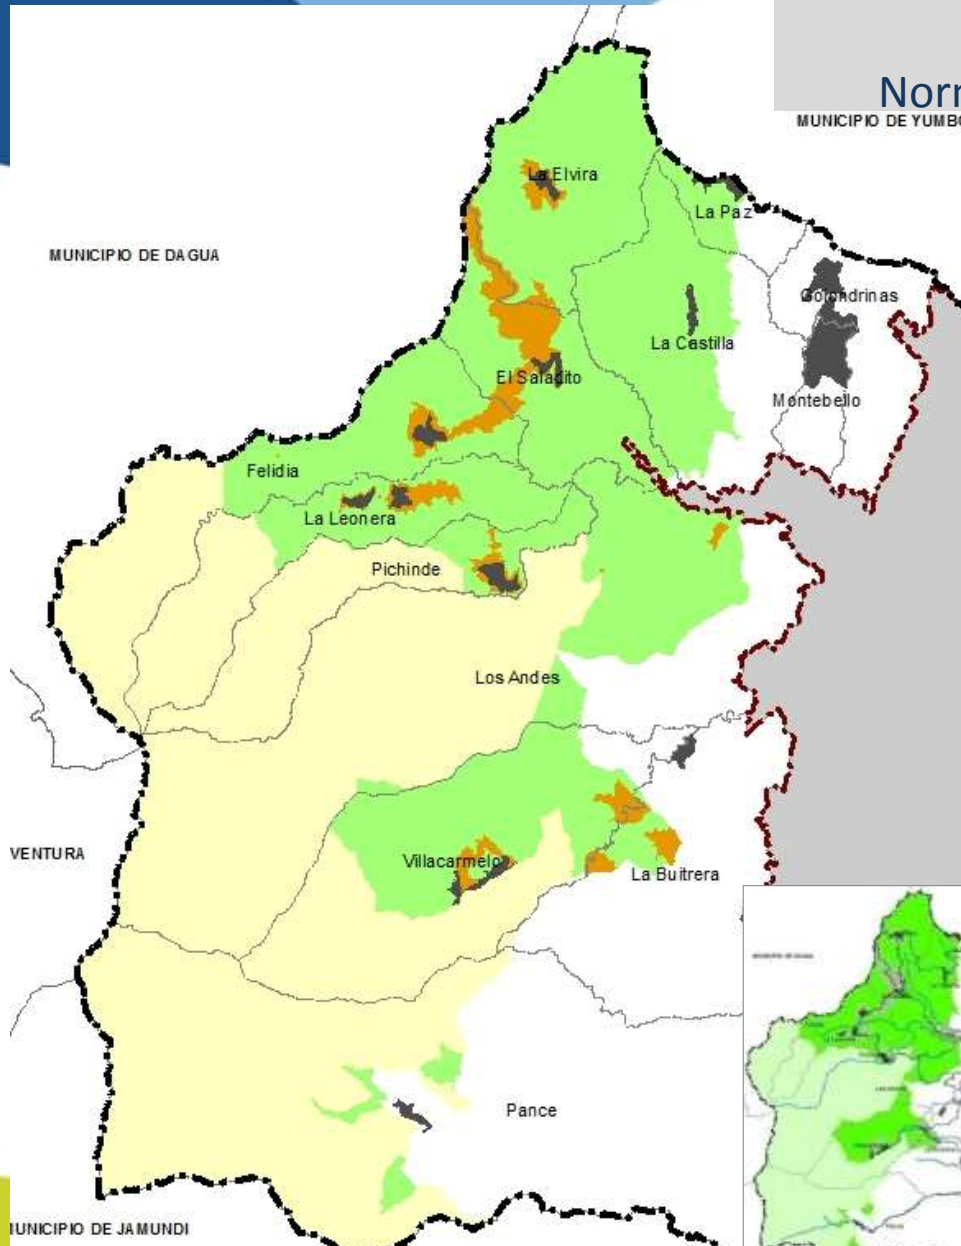 Norr
MUNICIPIO DE YUMBO
La Elvira
La Paz
MUNICIPIO DE DAGUA
Golondrinas
La Castilla
El Saladito
Montebello
Felidia
La Leonera
Pichinde
Los Andes
VENTURA
Villacarmelo
La Buitrera
Pance
MUNICIPIO DE JAMUNDI